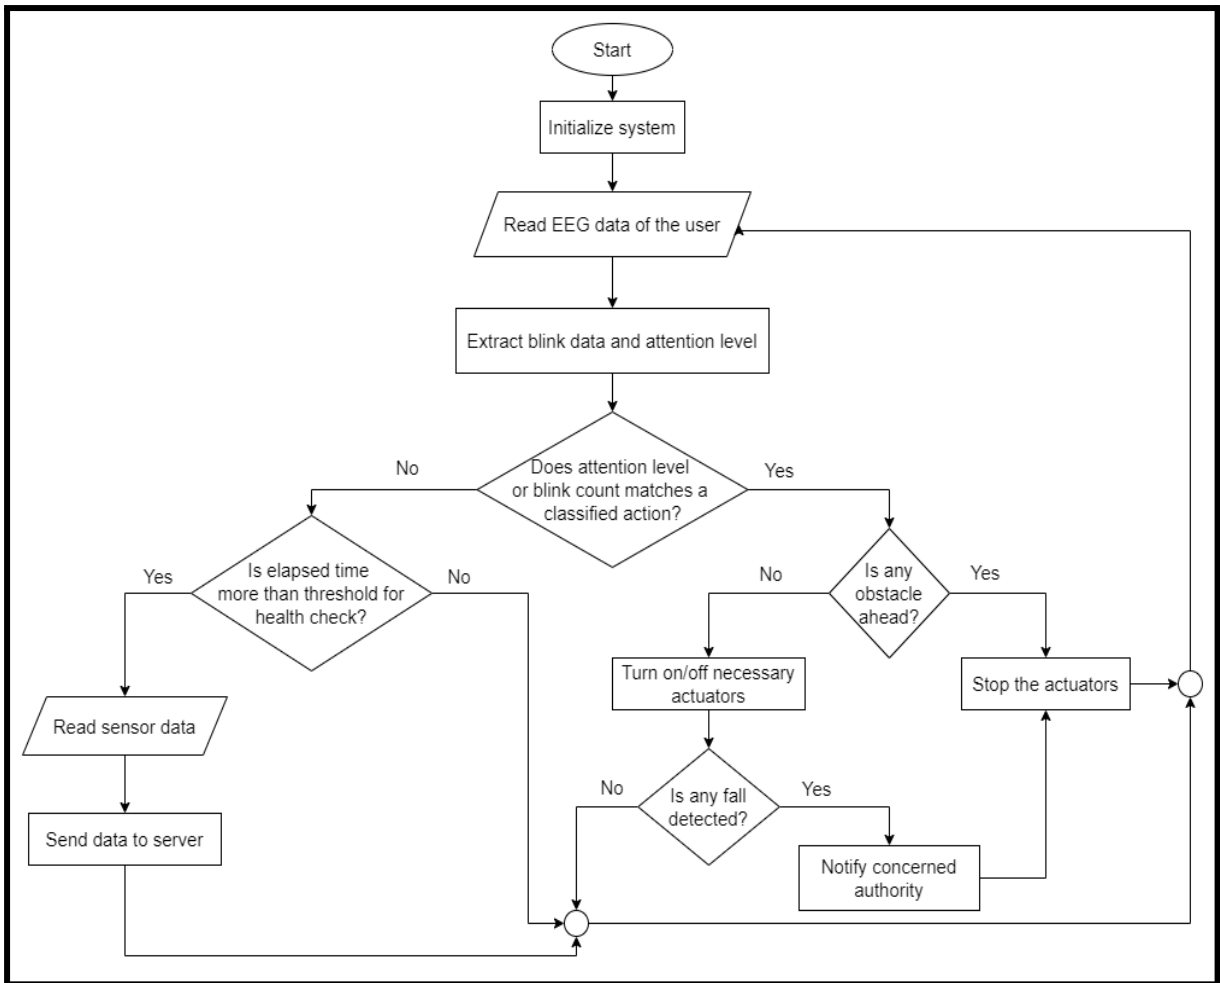 Start
Initialize system
Read EEG data of the user
Extract blink data and attention level
No
Does attention level
or blink count matches a
classified action?
Yes
Yes
Is elapsed time
more than threshold for
health check?
No
No
Is any
obstacle
ahead?
Yes
Read sensor data
Turn on/off necessary
actuators
Stop the actuators
Send data to server
No
Is any fall
detected?
Yes
Notify concerned
authority